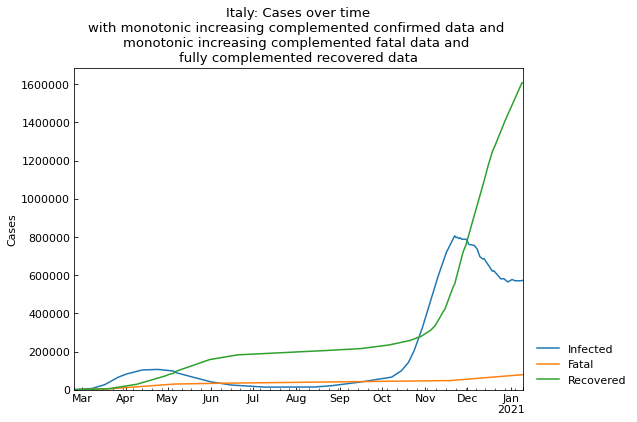 Italy: Cases over time
with monotonic increasing complemented confirmed data and
monotonic increasing complemented fatal data and
fully complemented recovered data
Cases
1600000
1400000
1200000
1000000
800000
600000
400000
200000
0
Mar Apr May Jun Jul Aug Sep Oct Nov Dec Jan
2021
Infected
Fatal
Recovered